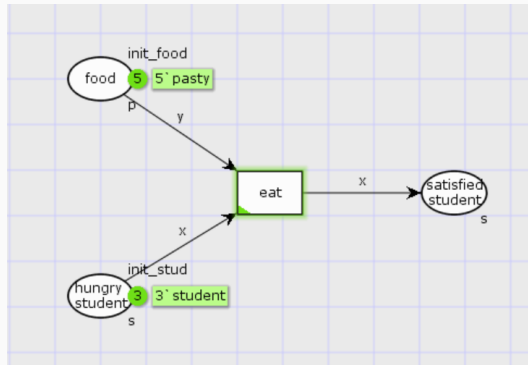 init_food
food
5
5`pasty
p
y
eat
x
satisfied
student
s
x
init_stud
hungry
student
3
3`student
s